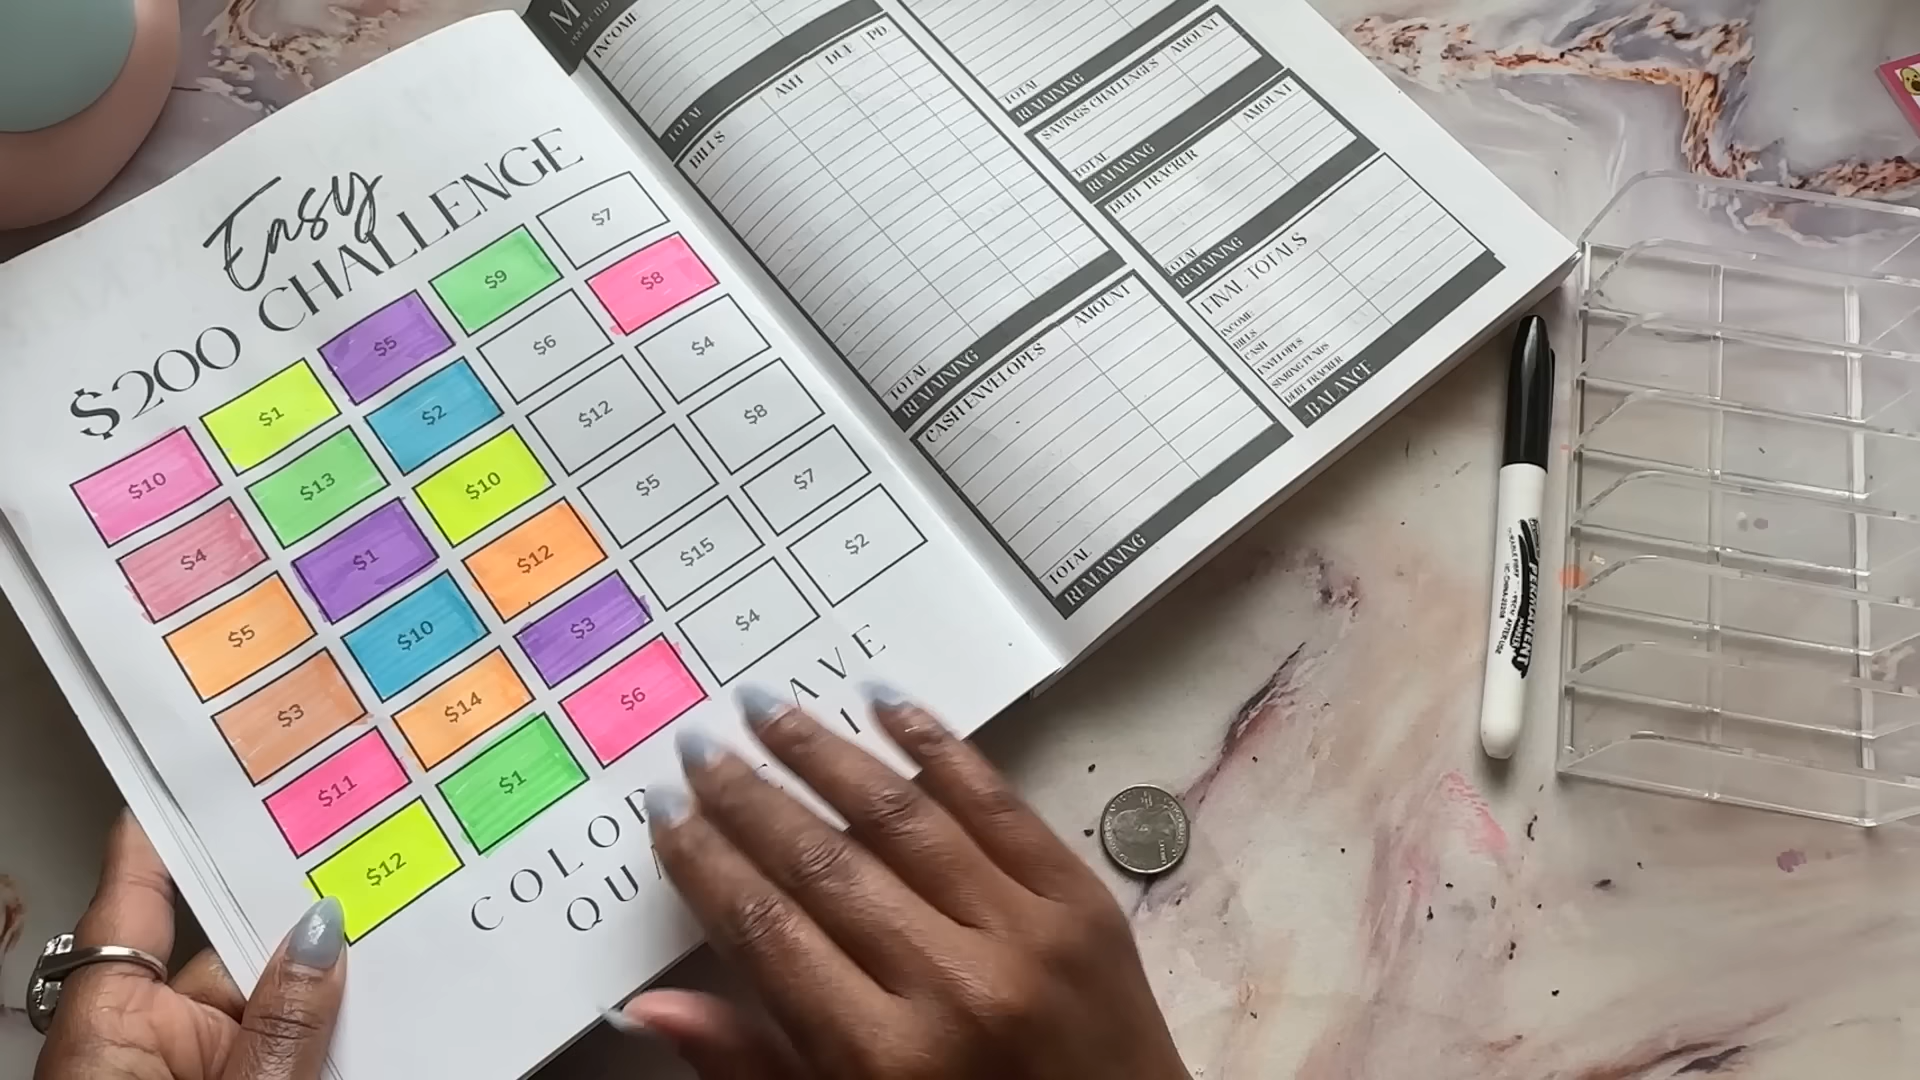 Easy
$200 CHALLENGE
$10 $1 $5 $9 $7
$4 $13 $2 $6 $8
$5 $1 $10 $12 $4
$3 $10 $12 $5 $8
$11 $14 $3 $15 $7
$12 $1 $6 $4 $2
COLOR
INCOME
TOTAL
BILLS AMT DUE PD
TOTAL
REMAINING
CASH ENVELOPES AMOUNT
TOTAL
REMAINING
TOTAL
REMAINING
SAVINGS CHALLENGES AMOUNT
TOTAL
REMAINING
DEBT TRACKER AMOUNT
TOTAL
REMAINING
FINAL TOTALS
INCOME
BILLS
CASH
ENVELOPES
SINKING FUNDS
DEBT TRACKER
BALANCE
PERMANENT
MARKER